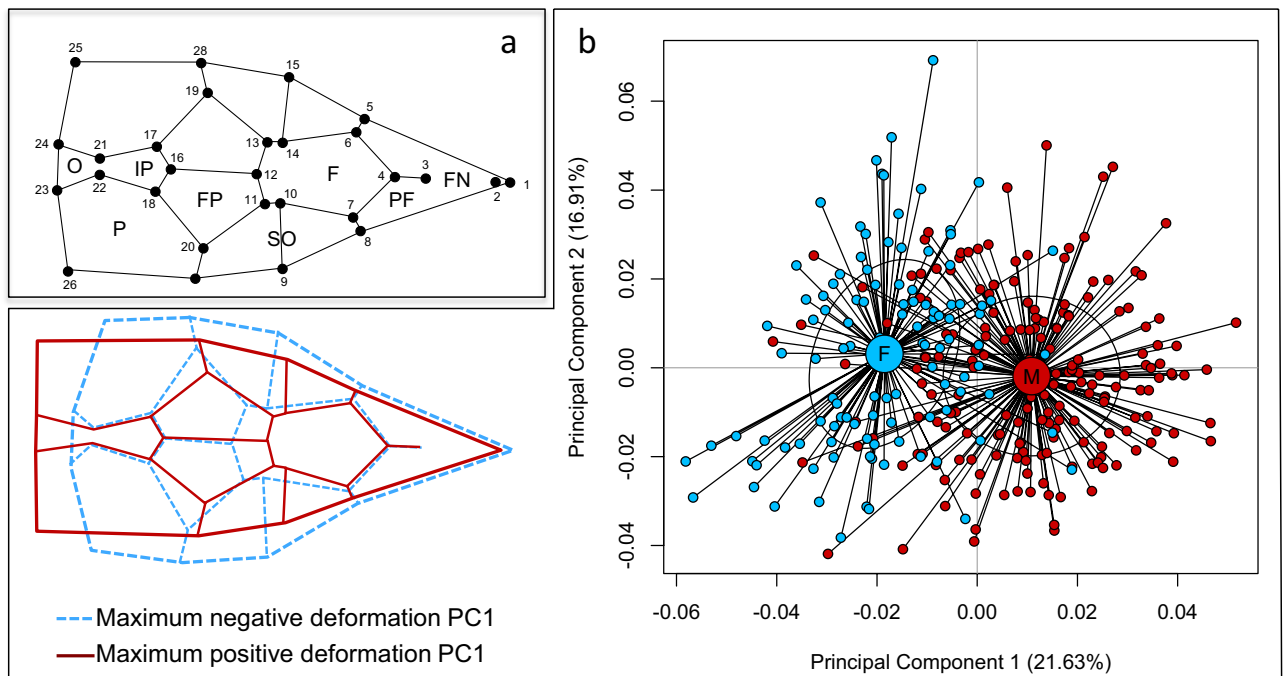 a
25
28
15
19
5
24
21
17
13
14
6
O
IP
16
F
3
4
FN
1
23
22
12
2
18
FP
11
10
PF
P
7
8
20
SO
9
26
Maximum negative deformation PC1
Maximum positive deformation PC1
b
Principal Component 2 (16.91%)
0.06
0.04
0.02
0.00
-0.02
-0.04
F
M
-0.06
-0.04
-0.02
0.00
0.02
0.04
Principal Component 1 (21.63%)